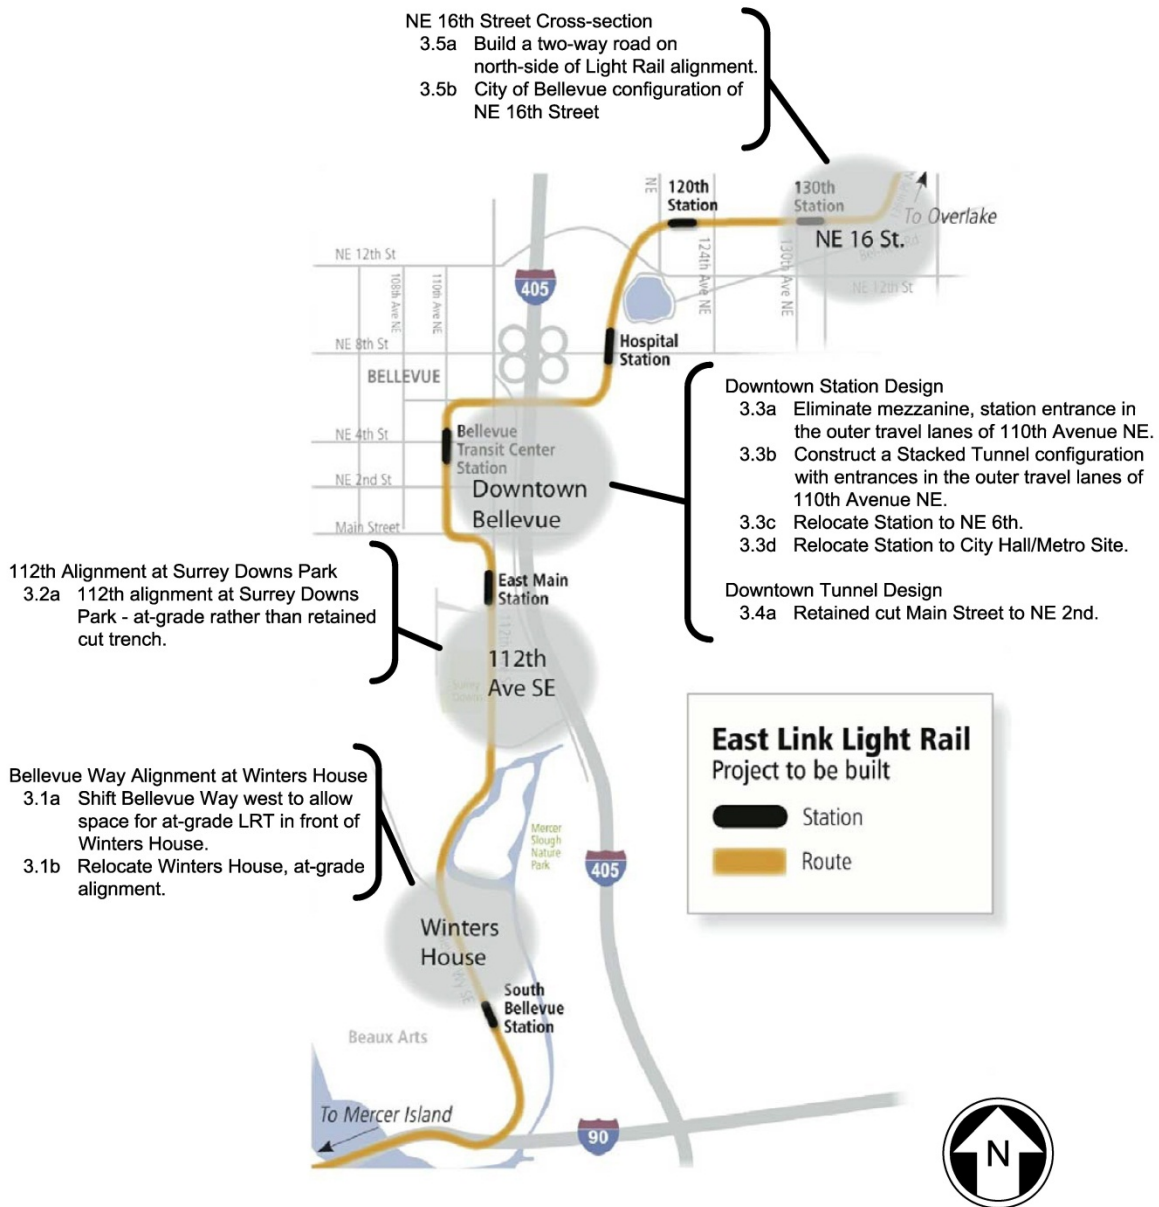 NE 16th Street Cross-section
3.5a Build a two-way road on
north-side of Light Rail alignment.
3.5b City of Bellevue configuration of
NE 16th Street
NE
120th
Station
130th
Station
To Overlake
NE 16 St.
NE 12th St
108th Ave NE
110th Ave NE
405
124th Ave NE
130th Ave NE
NE 12th St
NE 8th St
Hospital
Station
BELLEVUE
NE 4th St
Bellevue
Transit Center
Station
NE 2nd St
Downtown
Bellevue
Main Street
Downtown Station Design
3.3a Eliminate mezzanine, station entrance in
the outer travel lanes of 110th Avenue NE.
3.3b Construct a Stacked Tunnel configuration
with entrances in the outer travel lanes of
110th Avenue NE.
3.3c Relocate Station to NE 6th.
3.3d Relocate Station to City Hall/Metro Site.
Downtown Tunnel Design
3.4a Retained cut Main Street to NE 2nd.
112th Alignment at Surrey Downs Park
3.2a 112th alignment at Surrey Downs
Park - at-grade rather than retained
cut trench.
East Main
Station
112th
Ave SE
Surrey
Downs
Bellevue Way Alignment at Winters House
3.1a Shift Bellevue Way west to allow
space for at-grade LRT in front of
Winters House.
3.1b Relocate Winters House, at-grade
alignment.
Mercer
Slough
Nature
Park
405
East Link Light Rail
Project to be built
Station
Route
Winters
House
South
Bellevue
Station
Beaux Arts
To Mercer Island
90
N